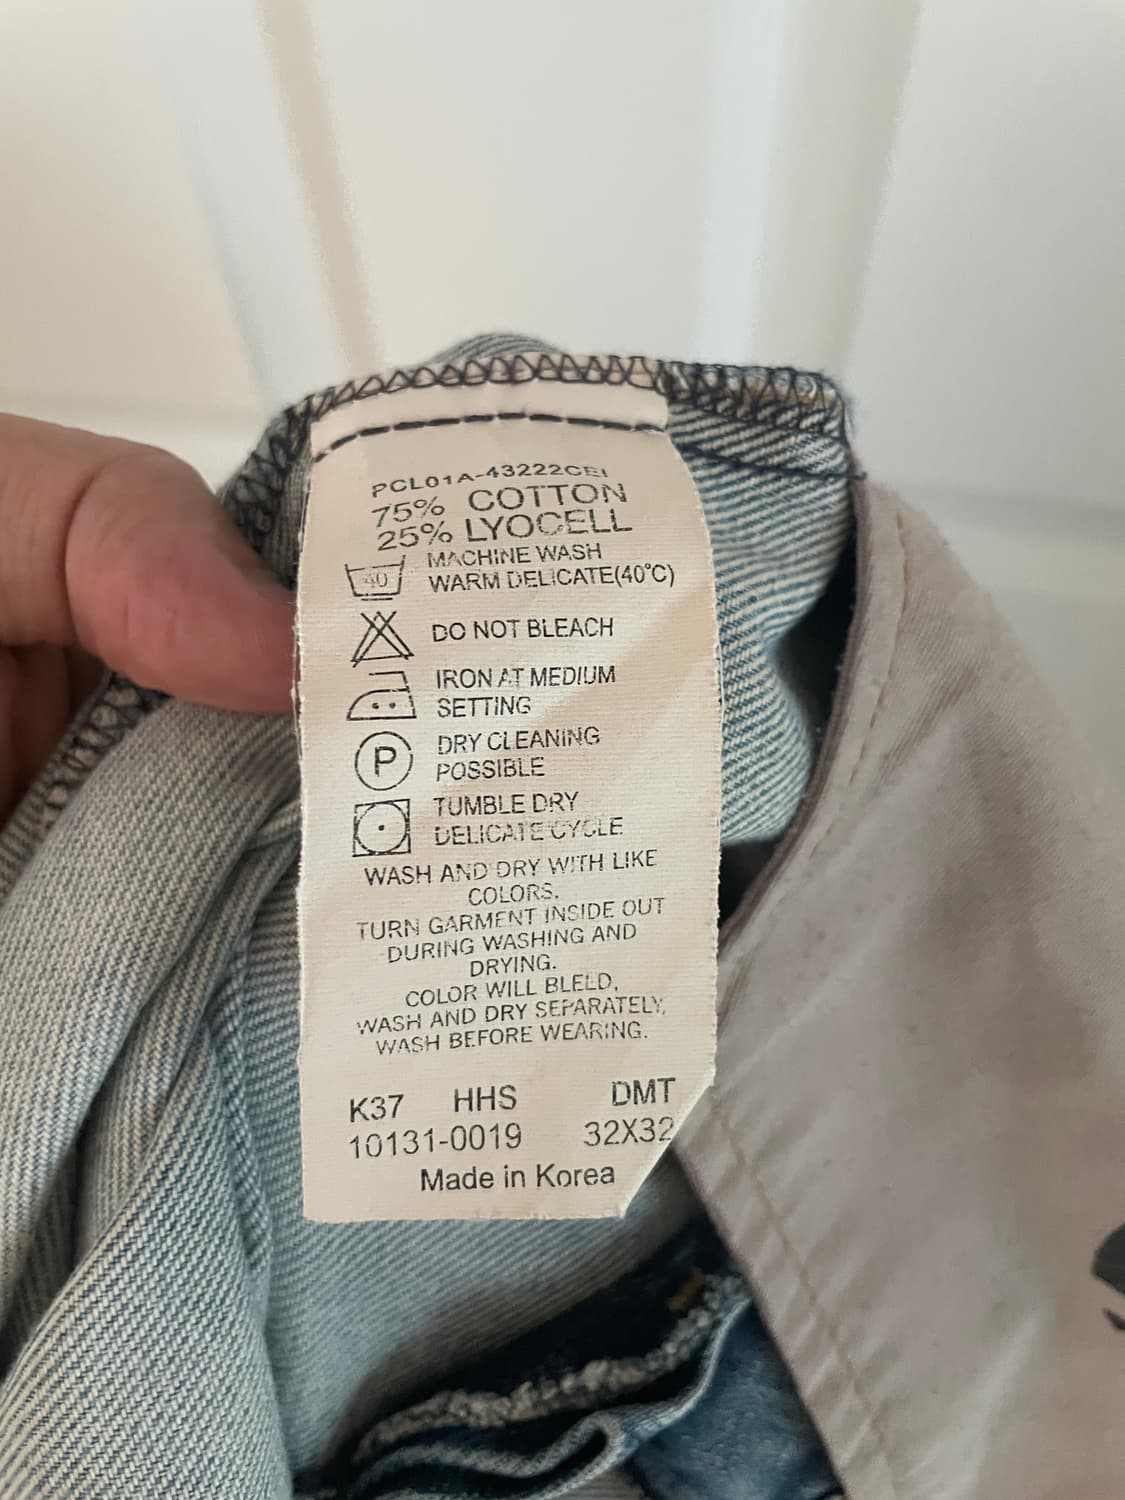 PCL01A-43222CEI
75% COTTON
25% LYOCELL
40
MACHINE WASH
WARM DELICATE(40°C)
DO NOT BLEACH
IRON AT MEDIUM
SETTING
P
DRY CLEANING
POSSIBLE
TUMBLE DRY
DELICATE CYCLE
WASH AND DRY WITH LIKE
COLORS.
TURN GARMENT INSIDE OUT
DURING WASHING AND
DRYING.
COLOR WILL BLEED,
WASH AND DRY SEPARATELY,
WASH BEFORE WEARING.
K37 HHS DMT
10131-0019 32X32
Made in Korea